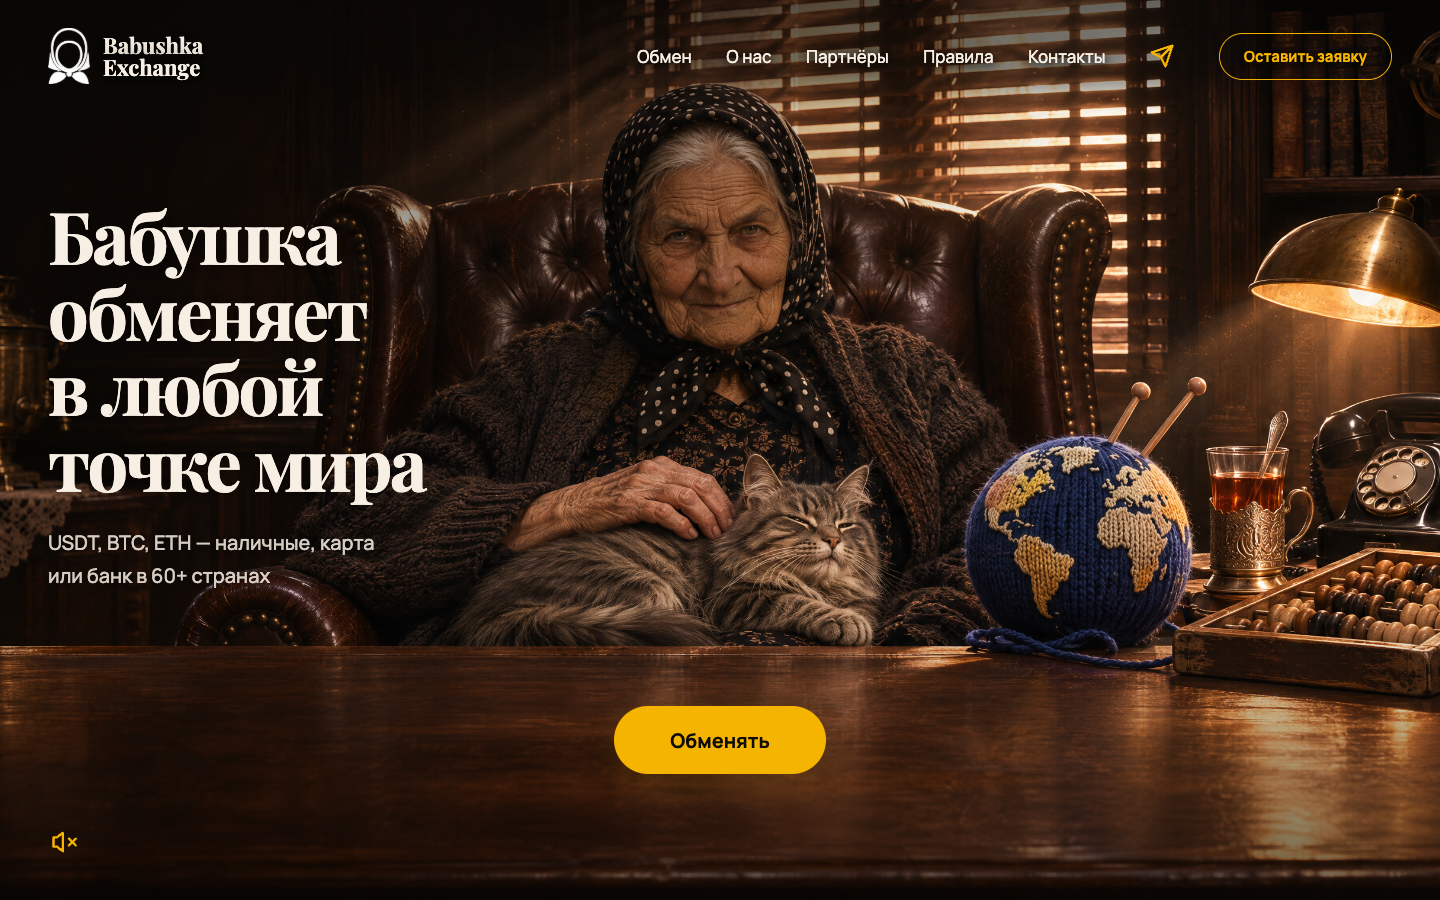 Babushka
Exchange
Обмен
О нас
Партнёры
Правила
Контакты
Оставить заявку
Бабушка
обменяет
в любой
точке мира
USDT, BTC, ETH — наличные, карта
или банк в 60+ странах
Обменять